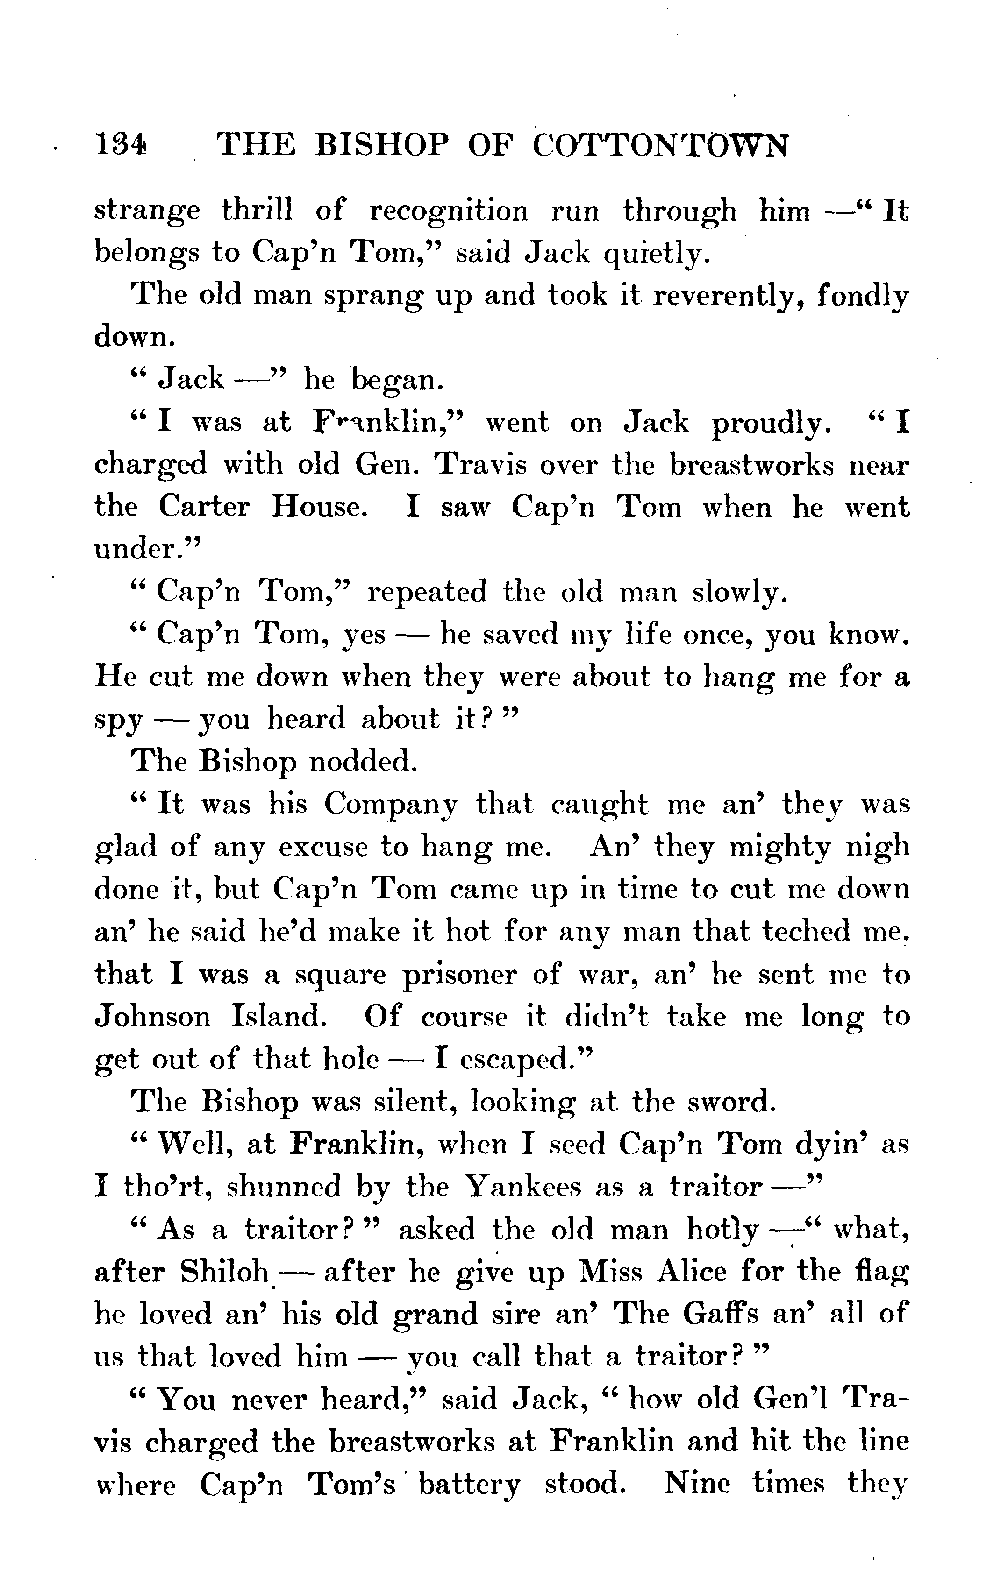 134 THE BISHOP OF COTTONTOWN
strange thrill of recognition run through him —“ It
belongs to Cap’n Tom,” said Jack quietly.
The old man sprang up and took it reverently, fondly
down.
“ Jack —” he began.
“ I was at Franklin,” went on Jack proudly. “ I
charged with old Gen. Travis over the breastworks near
the Carter House. I saw Cap’n Tom when he went
under.”
“ Cap’n Tom,” repeated the old man slowly.
“ Cap’n Tom, yes — he saved my life once, you know.
He cut me down when they were about to hang me for a
spy — you heard about it? ”
The Bishop nodded.
“ It was his Company that caught me an’ they was
glad of any excuse to hang me. An’ they mighty nigh
done it, but Cap’n Tom came up in time to cut me down
an’ he said he’d make it hot for any man that teched me,
that I was a square prisoner of war, an’ he sent me to
Johnson Island. Of course it didn’t take me long to
get out of that hole — I escaped.”
The Bishop was silent, looking at the sword.
“ Well, at Franklin, when I seed Cap’n Tom dyin’ as
I tho’rt, shunned by the Yankees as a traitor —”
“ As a traitor? ” asked the old man hotly —“ what,
after Shiloh — after he give up Miss Alice for the flag
he loved an’ his old grand sire an’ The Gaffs an’ all of
us that loved him — you call that a traitor? ”
“ You never heard,” said Jack, “ how old Gen’l Tra-
vis charged the breastworks at Franklin and hit the line
where Cap’n Tom’s battery stood. Nine times they